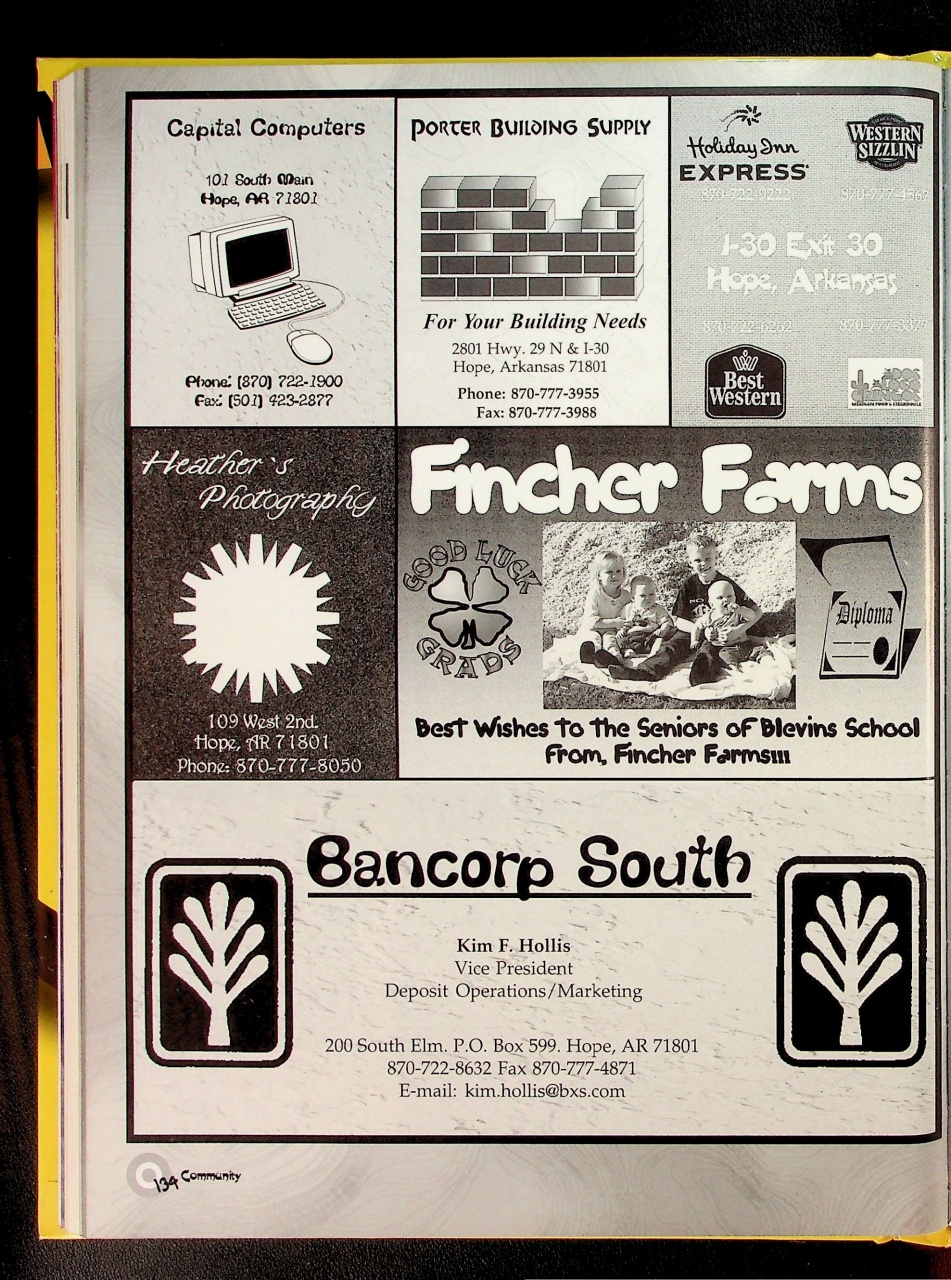 Capital Computers
101 South Main
Hope, AR 71801
Phone: (870) 722-1900
Fax: (501) 423-2877
PORTER BUILDING SUPPLY
For Your Building Needs
2801 Hwy. 29 N & I-30
Hope, Arkansas 71801
Phone: 870-777-3955
Fax: 870-777-3988
Holiday Inn
EXPRESS
870-722-9222
WESTERN
SIZZLIN
I-30 Exit 30
Hope, Arkansas
870-722-6262
Best
Western
MEXICAN FOOD & STEAKHOUSE
Heather's
Photography
109 West 2nd.
Hope, AR 71801
Phone: 870-777-8050
Fincher Farms
GOOD LUCK
GRADS
Diploma
Best Wishes To The Seniors of Blevins School
From, Fincher Farms!!!
Bancorp South
Kim F. Hollis
Vice President
Deposit Operations/Marketing
200 South Elm. P.O. Box 599. Hope, AR 71801
870-722-8632 Fax 870-777-4871
E-mail: kim.hollis@bxs.com
134 Community